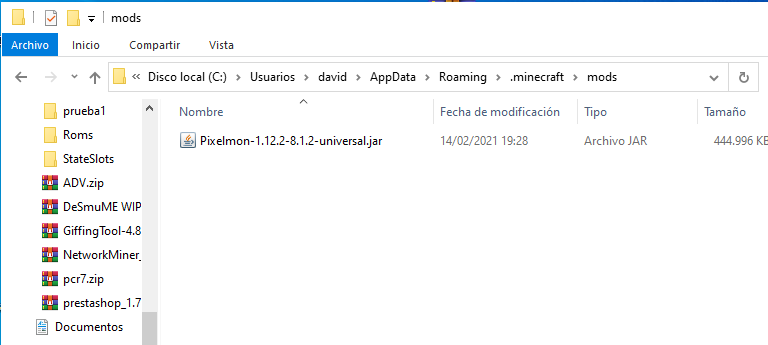 mods
Archivo Inicio Compartir Vista
Disco local (C:) Usuarios david AppData Roaming .minecraft mods
Nombre Fecha de modificación Tipo Tamaño
Pixelmon-1.12.2-8.1.2-universal.jar 14/02/2021 19:28 Archivo JAR 444.996 KB
prueba1
Roms
StateSlots
ADV.zip
DeSmuME WIP
GiffingTool-4.8
NetworkMiner_
pcr7.zip
prestashop_1.7
Documentos